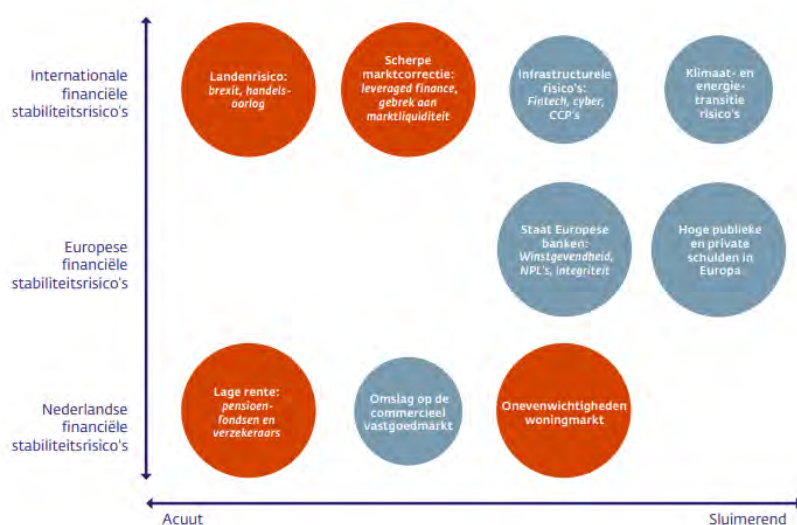 Internationale
financiële
stabiliteitsrisico's
Landenrisico:
brexit, handels-
oorlog
Scherpe
marktcorrectie:
leveraged finance,
gebrek aan
marktliquiditeit
Infrastructurele
risico's:
Fintech, cyber,
CCP's
Klimaat- en
energie-
transitie
risico's
Europese
financiële
stabiliteitsrisico's
Staat Europese
banken:
Winstgevendheid,
NPL's, integriteit
Hoge publieke
en private
schulden in
Europa
Nederlandse
financiële
stabiliteitsrisico's
Lage rente:
pensioen-
fondsen en
verzekeraars
Omslag op de
commercieel
vastgoedmarkt
Onevenwichtigheden
woningmarkt
Acuut
Sluimerend